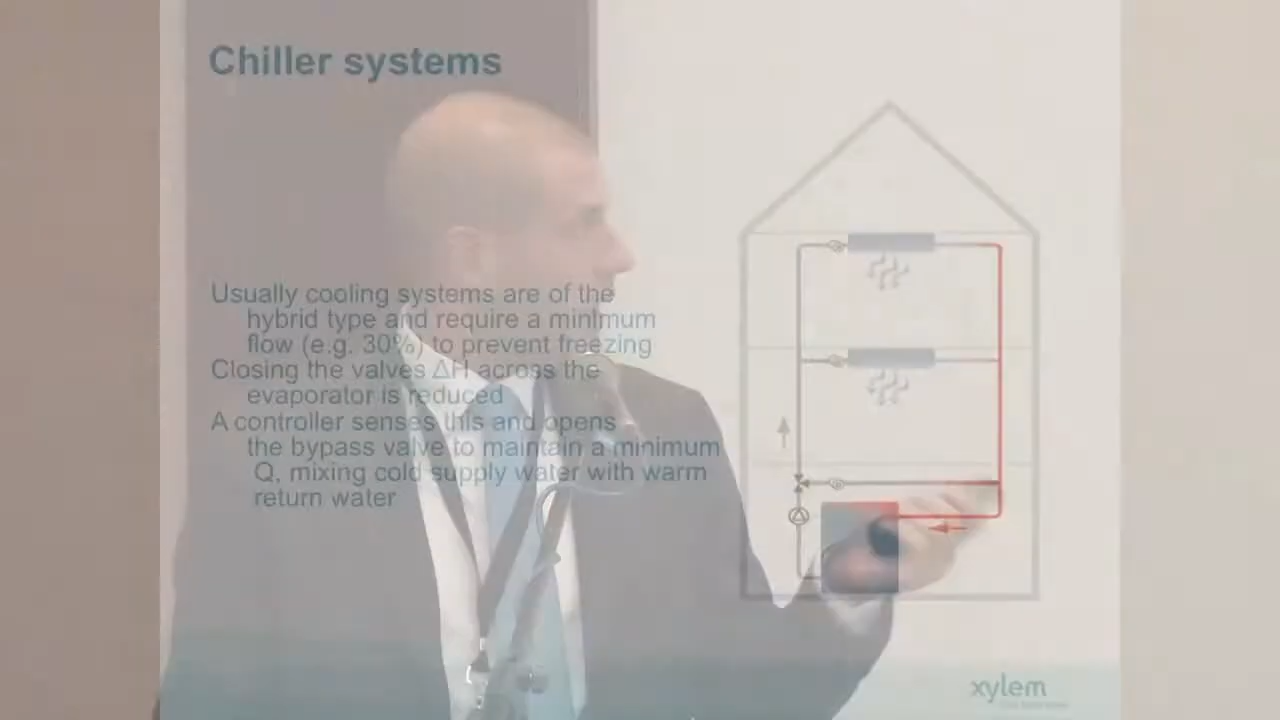 Chiller systems
Usually cooling systems are of the
hybrid type and require a minimum
flow (e.g. 30%) to prevent freezing
Closing the valves ΔH across the
evaporator is reduced
A controller senses this and opens
the bypass valve to maintain a minimum
Q, mixing cold supply water with warm
return water
xylem